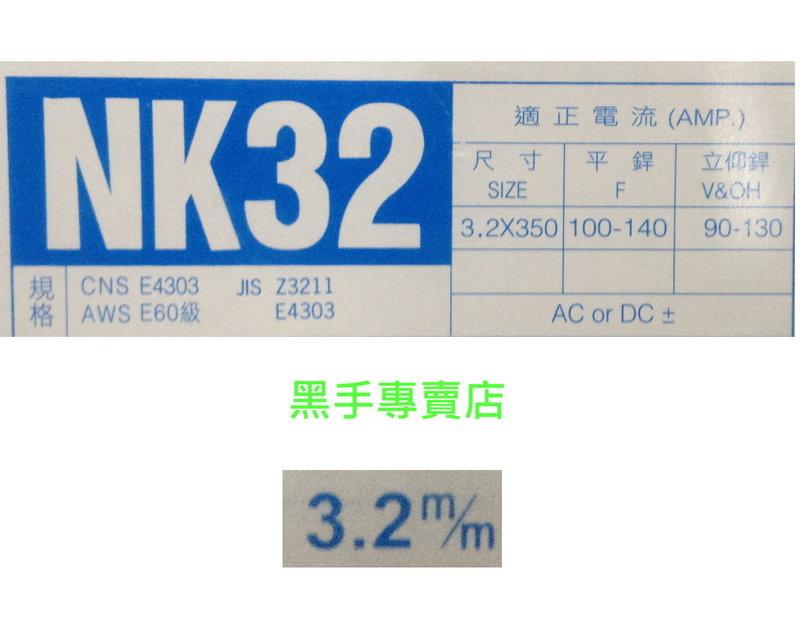 NK32
適正電流(AMP.)
尺寸 平銲 立仰銲
SIZE F V&OH
3.2X350 100-140 90-130
規格
CNS E4303 JIS Z3211
AWS E60級 E4303
AC or DC ±
黑手專賣店
3.2m/m